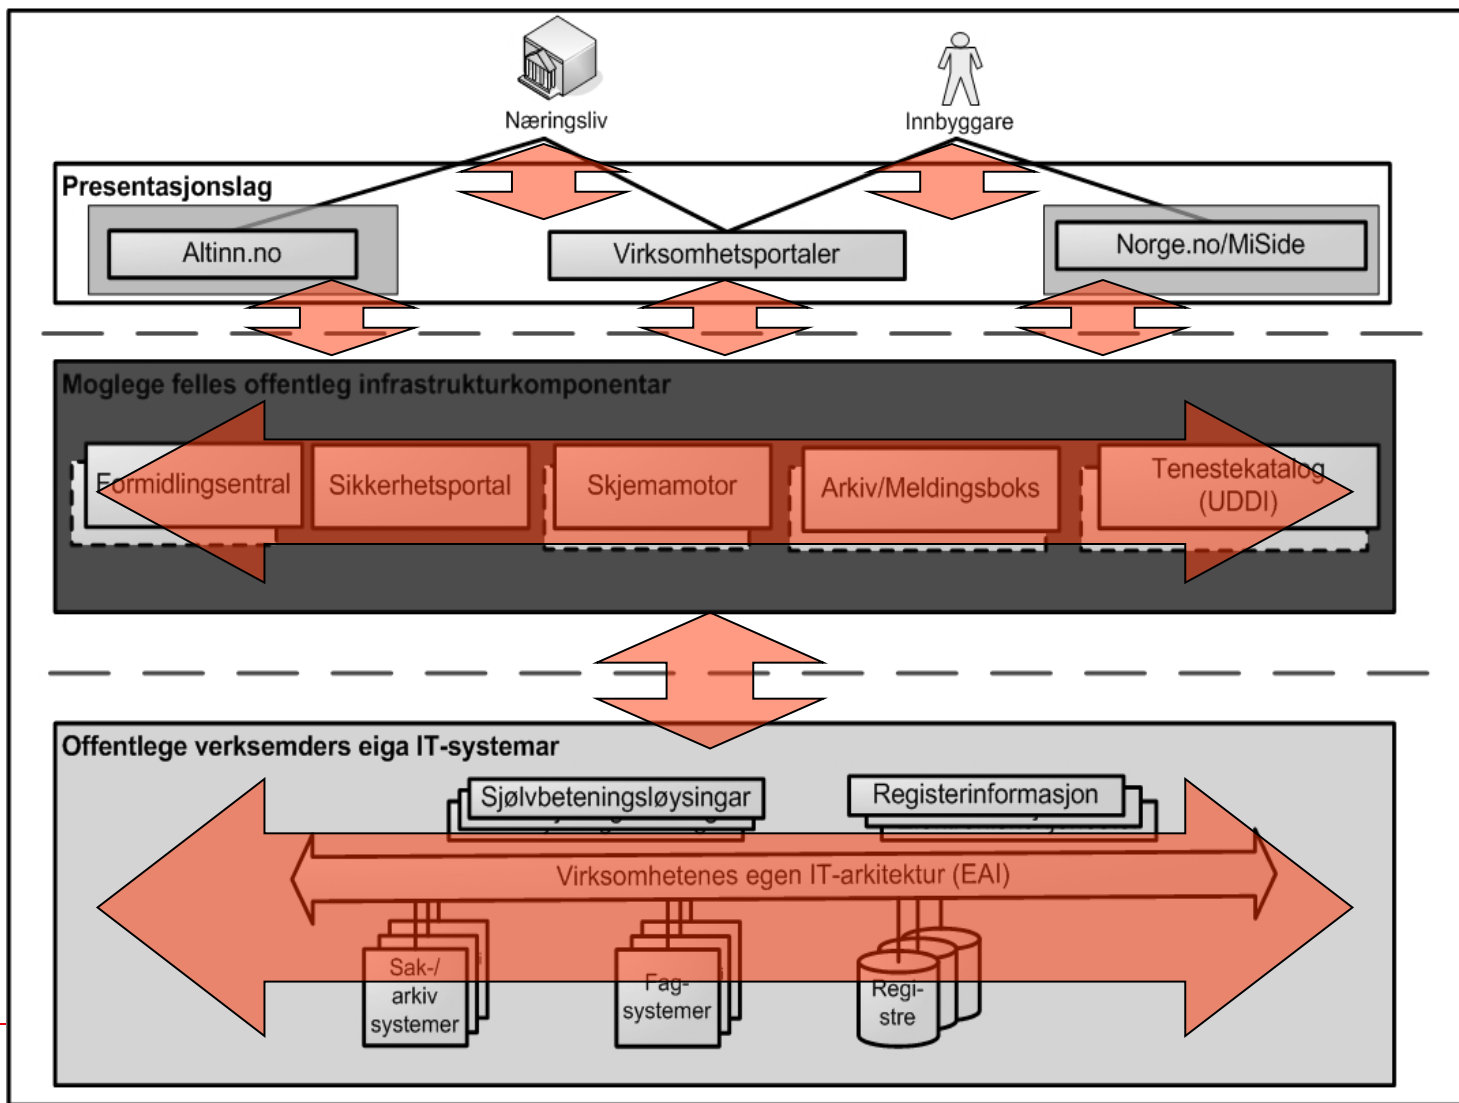 Næringsliv
Innbyggare
Presentasjonslag
Altinn.no
Virksomhetsportaler
Norge.no/MiSide
Moglege felles offentleg infrastrukturkomponentar
Formidlingsentral
Sikkerhetsportal
Skjemamotor
Arkiv/Meldingsboks
Tenestekatalog
(UDDI)
Offentlege verksemders eiga IT-systemar
Sjølvbeteningsløysingar
Registerinformasjon
Virksomhetenes egen IT-arkitektur (EAI)
Sak-/
arkiv
systemer
Fag-
systemer
Regi-
stre